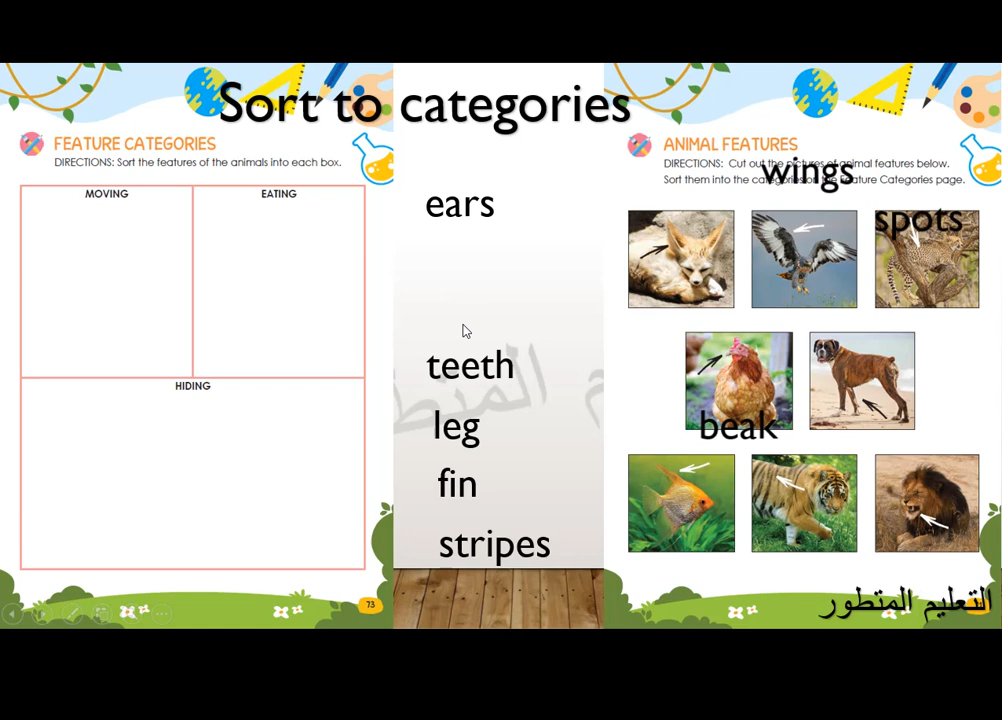 Sort to categories
FEATURE CATEGORIES
DIRECTIONS: Sort the features of the animals into each box.
MOVING
EATING
HIDING
73
ears
teeth
leg
fin
stripes
ANIMAL FEATURES
DIRECTIONS: Cut out the pictures of animal features below.
Sort them into the categories on the Feature Categories page.
wings
spots
beak
التعليم المتطور